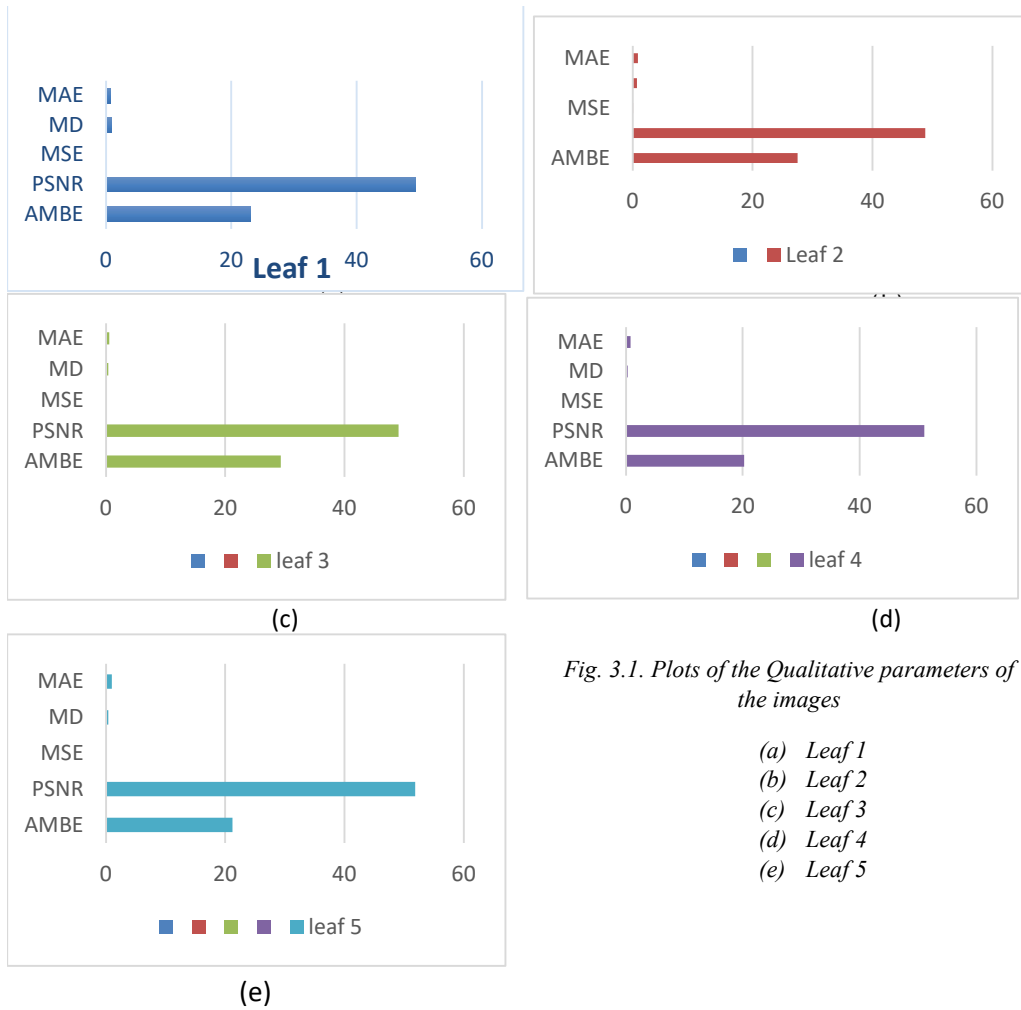 MAE
MD
MSE
PSNR
AMBE
0 20 40 60
Leaf 1
MAE
MSE
AMBE
0 20 40 60
Leaf 2
MAE
MD
MSE
PSNR
AMBE
0 20 40 60
leaf 3
(c)
MAE
MD
MSE
PSNR
AMBE
0 20 40 60
leaf 4
(d)
MAE
MD
MSE
PSNR
AMBE
0 20 40 60
leaf 5
(e)
Fig. 3.1. Plots of the Qualitative parameters of
the images
(a) Leaf 1
(b) Leaf 2
(c) Leaf 3
(d) Leaf 4
(e) Leaf 5